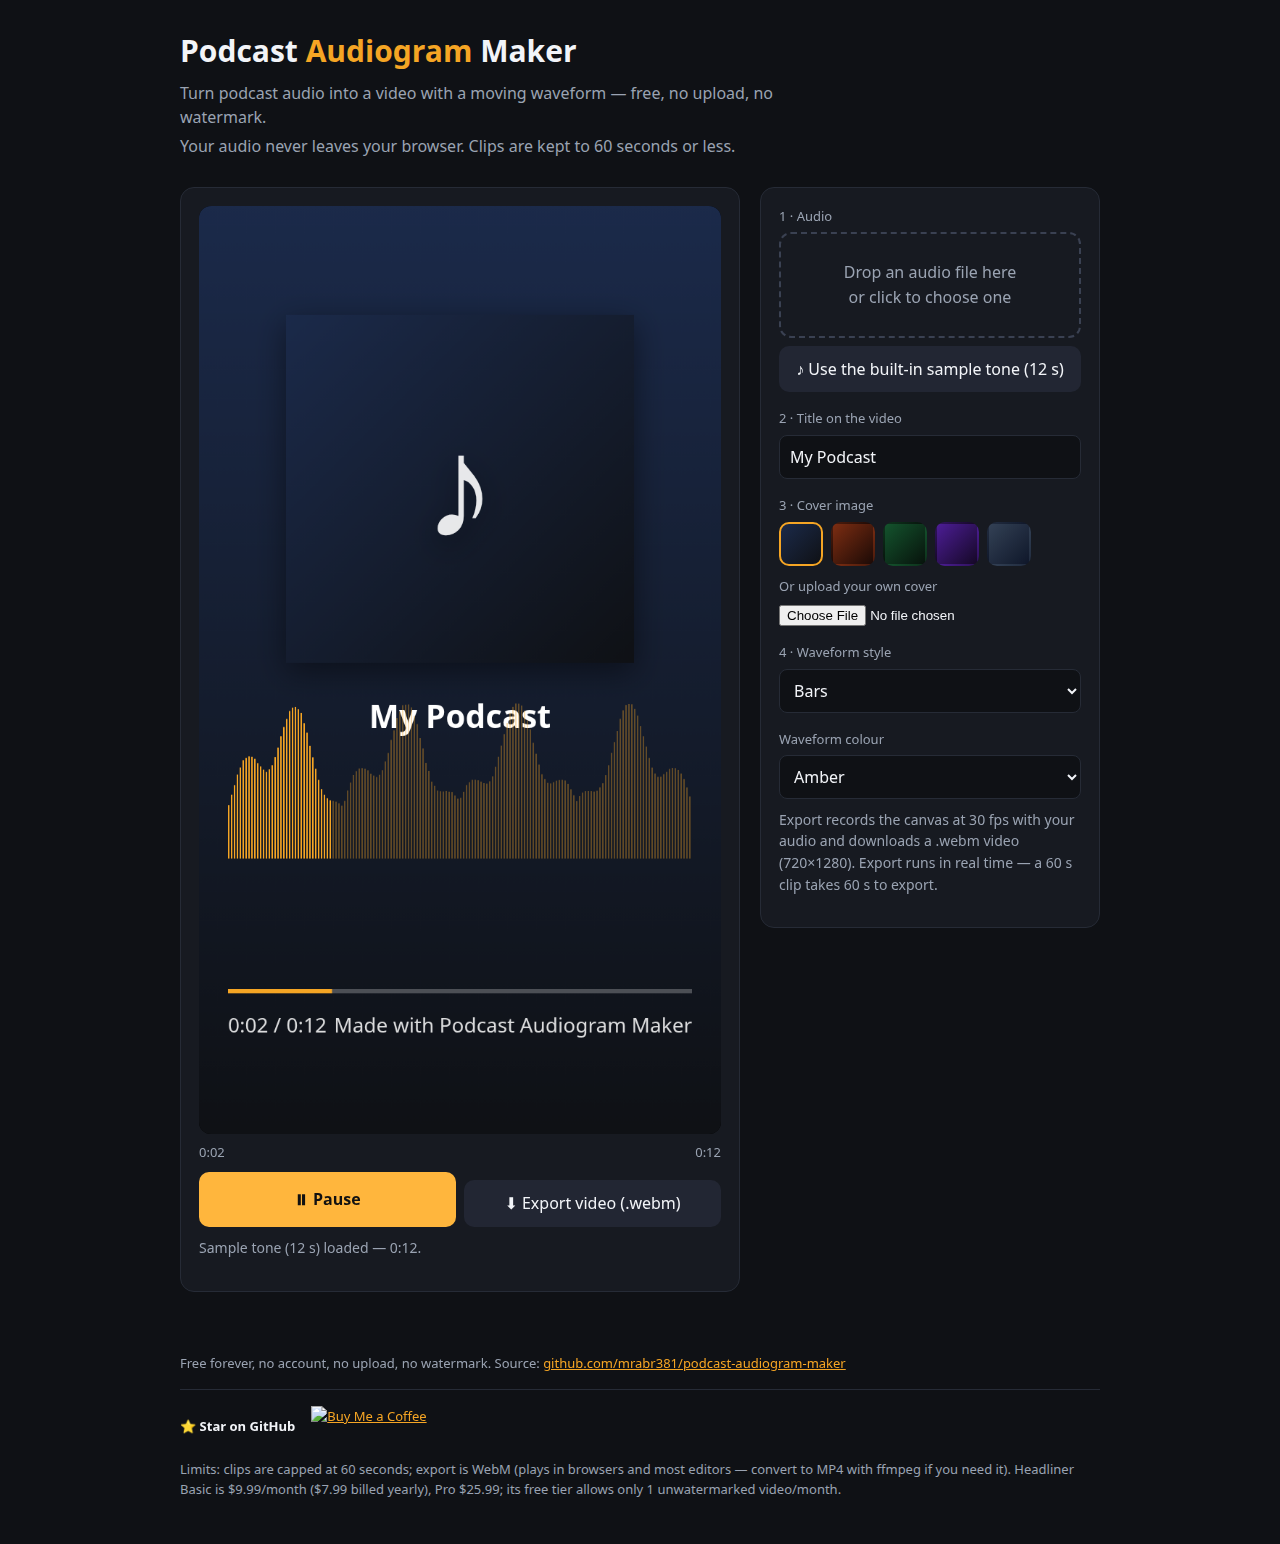 Podcast Audiogram Maker
Turn podcast audio into a video with a moving waveform — free, no upload, no
watermark.
Your audio never leaves your browser. Clips are kept to 60 seconds or less.
My Podcast
0:02 / 0:12 Made with Podcast Audiogram Maker
0:02 0:12
⏸ Pause
⬇ Export video (.webm)
Sample tone (12 s) loaded — 0:12.
1 · Audio
Drop an audio file here
or click to choose one
♪ Use the built-in sample tone (12 s)
2 · Title on the video
My Podcast
3 · Cover image
Or upload your own cover
Choose File No file chosen
4 · Waveform style
Bars
Waveform colour
Amber
Export records the canvas at 30 fps with your
audio and downloads a .webm video
(720×1280). Export runs in real time — a 60 s
clip takes 60 s to export.
Free forever, no account, no upload, no watermark. Source: github.com/mrabr381/podcast-audiogram-maker
⭐ Star on GitHub
Buy Me a Coffee
Limits: clips are capped at 60 seconds; export is WebM (plays in browsers and most editors — convert to MP4 with ffmpeg if you need it). Headliner
Basic is $9.99/month ($7.99 billed yearly), Pro $25.99; its free tier allows only 1 unwatermarked video/month.